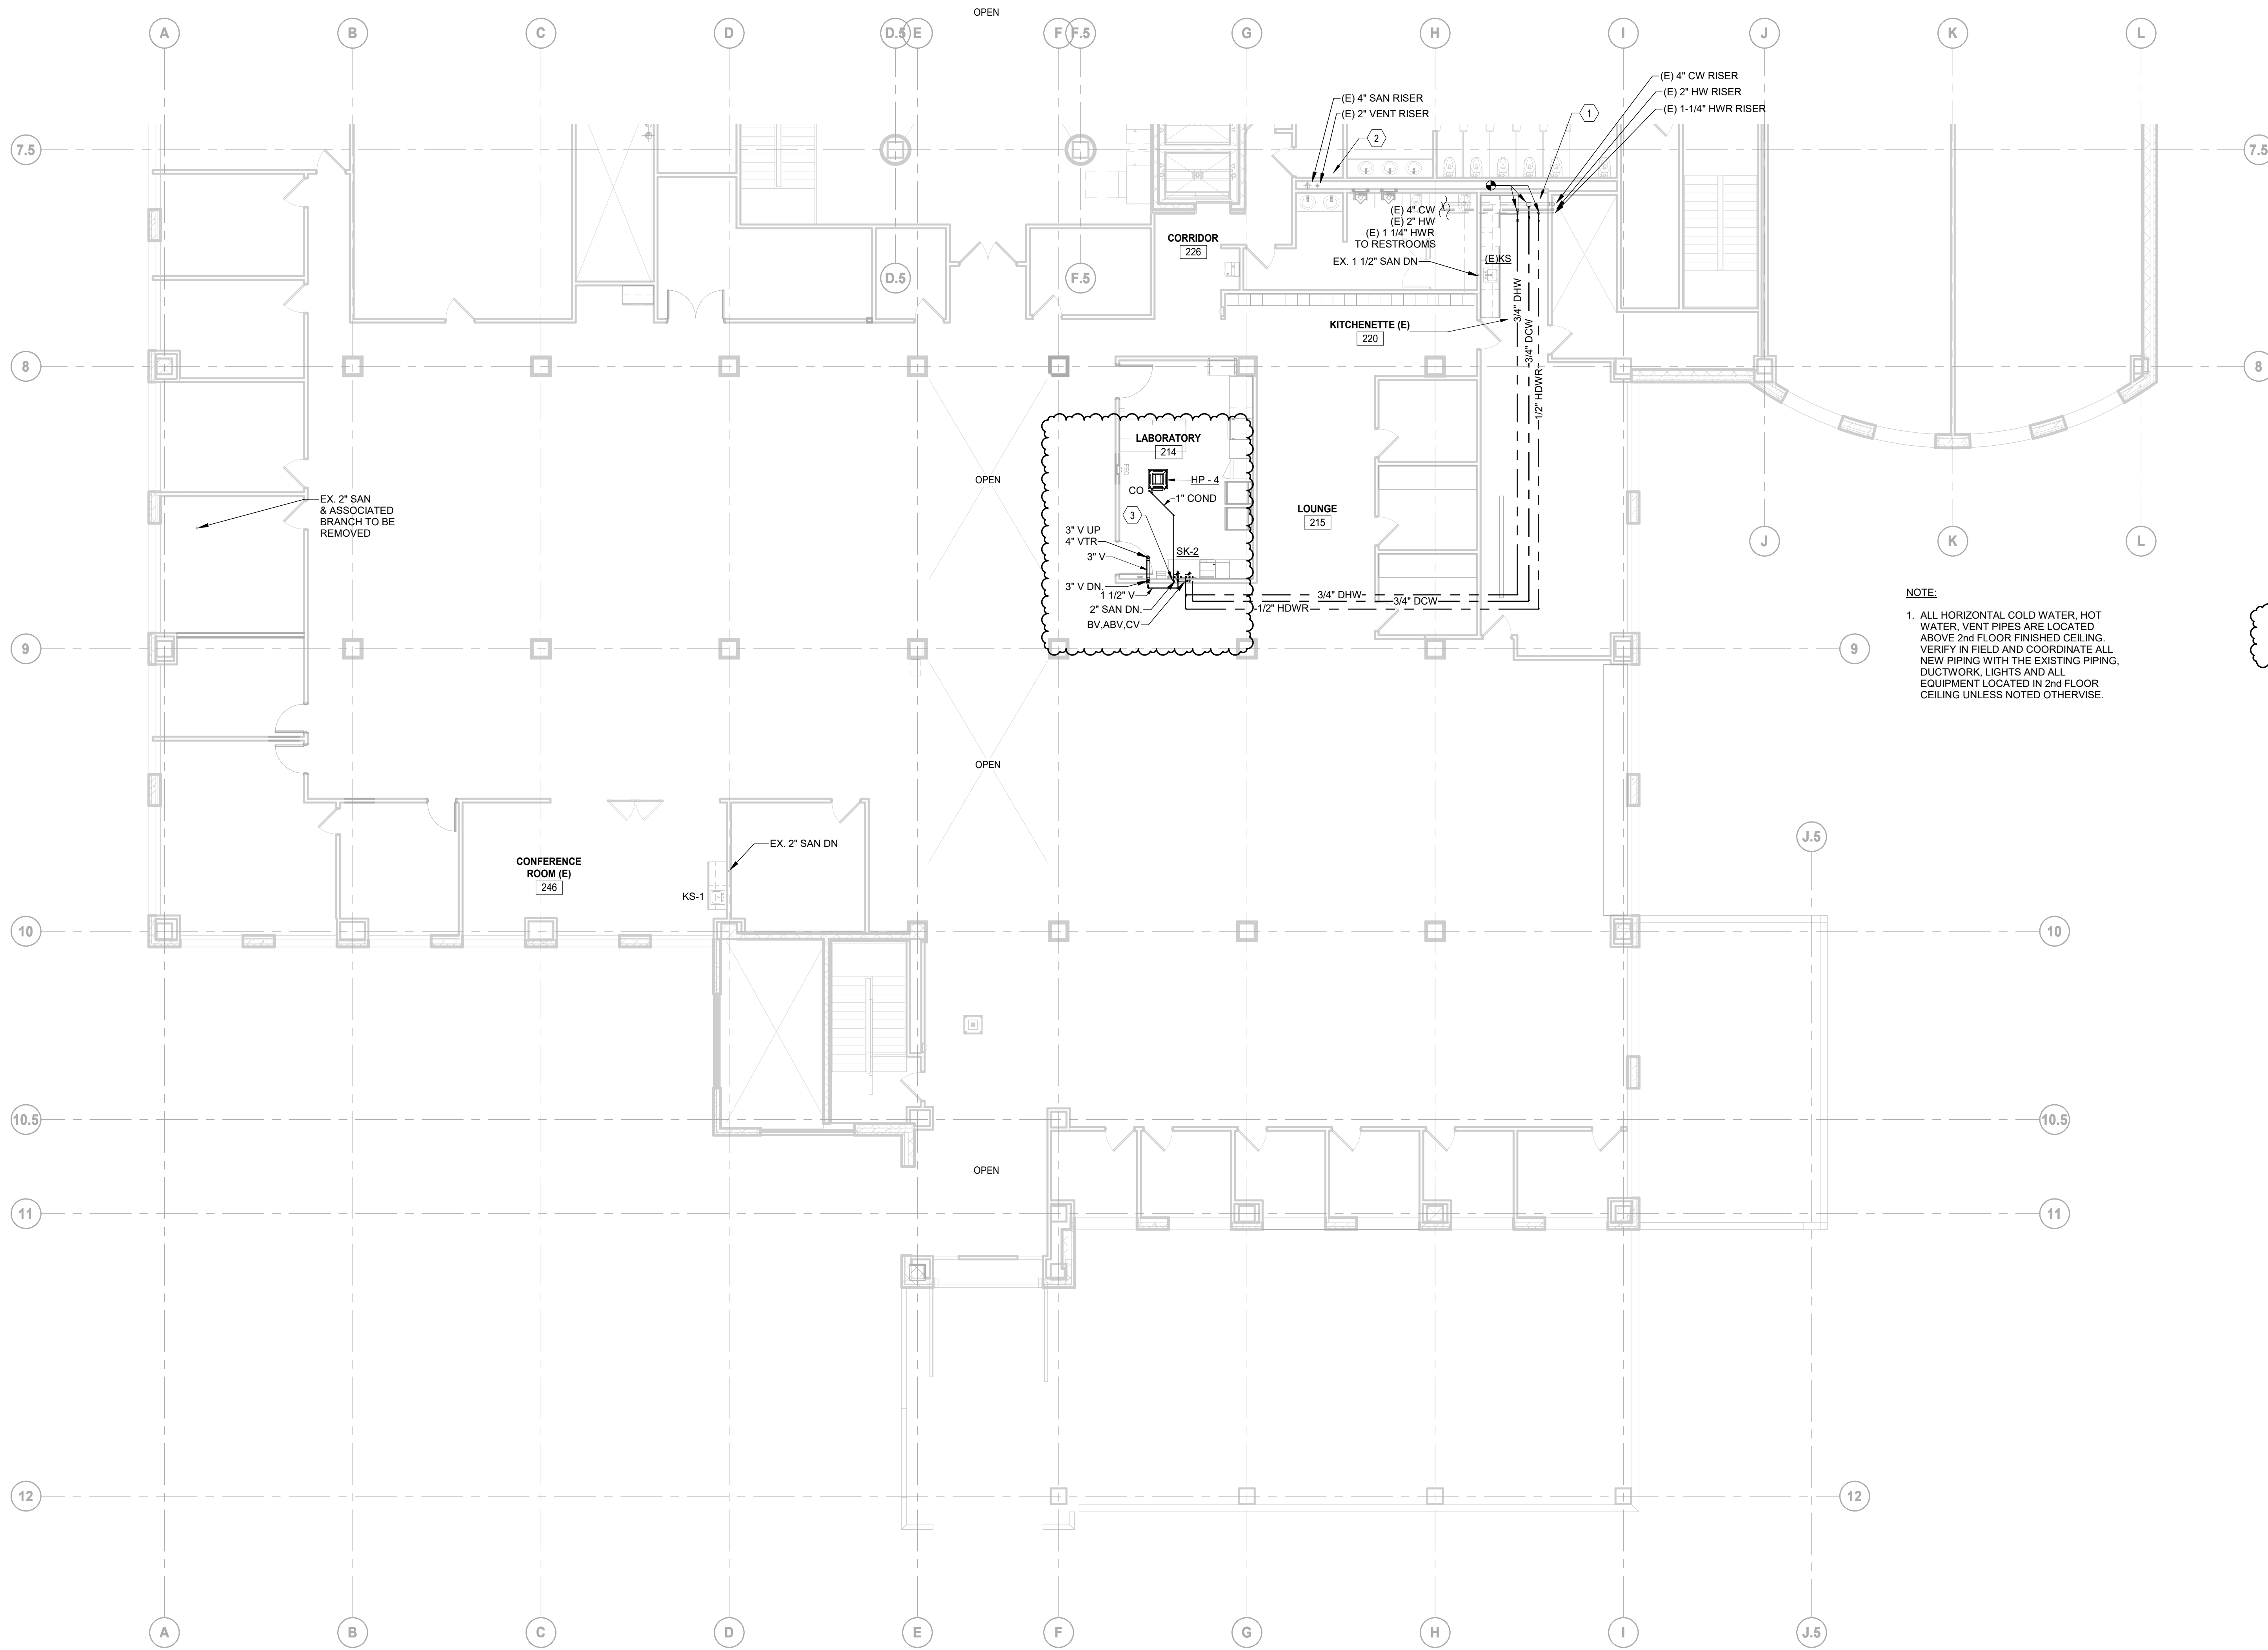 OPEN
A
B
C
D
D.5
E
F
F.5
G
H
I
J
K
L
(E) 4" CW RISER
(E) 2" HW RISER
(E) 1-1/4" HWR RISER
(E) 4" SAN RISER
(E) 2" VENT RISER
1
2
7.5
7.5
(E) 4" CW
(E) 2" HW
(E) 1 1/4" HWR
TO RESTROOMS
CORRIDOR
226
EX. 1 1/2" SAN DN
(E)KS
D.5
F.5
3/4" DHW
3/4" DCW
1/2" HDWR
KITCHENETTE (E)
220
8
8
LABORATORY
214
FEC
OPEN
HP - 4
CO
1" COND
EX. 2" SAN
& ASSOCIATED
BRANCH TO BE
REMOVED
LOUNGE
215
3
3" V UP
4" VTR
3" V
SK-2
3" V DN.
1 1/2" V
2" SAN DN.
BV,ABV,CV
3/4" DHW
3/4" DCW
1/2" HDWR
J
K
L
NOTE:
1. ALL HORIZONTAL COLD WATER, HOT
WATER, VENT PIPES ARE LOCATED
ABOVE 2nd FLOOR FINISHED CEILING.
VERIFY IN FIELD AND COORDINATE ALL
NEW PIPING WITH THE EXISTING PIPING,
DUCTWORK, LIGHTS AND ALL
EQUIPMENT LOCATED IN 2nd FLOOR
CEILING UNLESS NOTED OTHERVISE.
9
9
OPEN
J.5
EX. 2" SAN DN
CONFERENCE
ROOM (E)
246
KS-1
10
10
10.5
10.5
OPEN
11
11
12
12
A
B
C
D
E
F
G
H
I
J.5